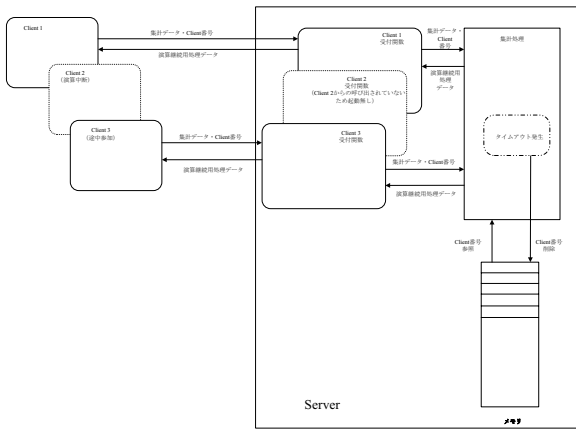 Client 1
集計データ・Client番号
演算継続用処理データ
Client 2
(演算中断)
Client 3
(途中参加)
集計データ・Client番号
演算継続用処理データ
Client 1
受付関数
Client 2
受付関数
(Client 2からの呼び出されていない
ため起動無し)
Client 3
受付関数
集計データ・
Client
番号
演算継続用
処理
データ
集計データ・Client番号
演算継続用処理データ
集計処理
タイムアウト発生
Client番号
参照
Client番号
削除
Server
メモリ